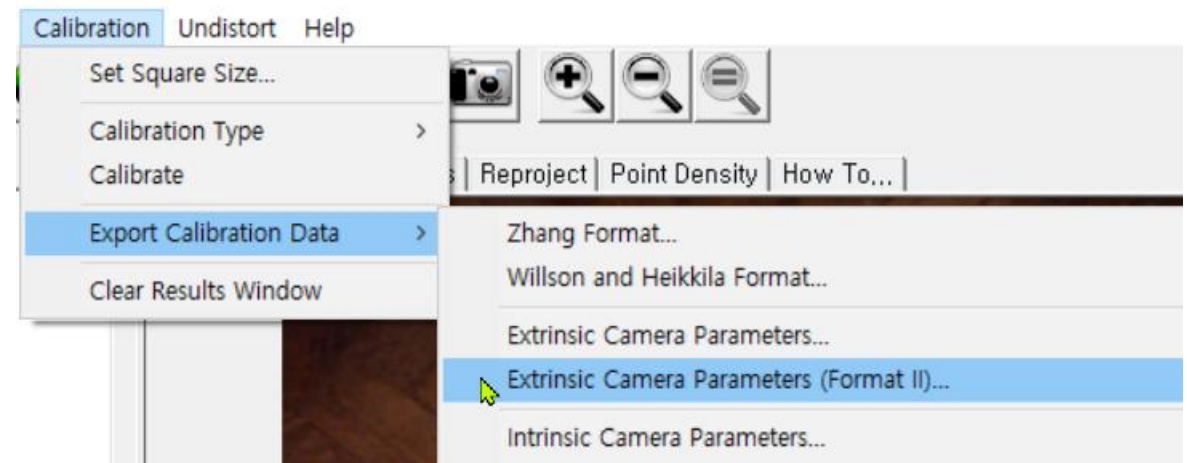 Calibration Undistort Help
Set Square Size...
Calibration Type
Calibrate
Reproject Point Density How To,,,
Export Calibration Data
Zhang Format...
Willson and Heikkila Format...
Clear Results Window
Extrinsic Camera Parameters...
Extrinsic Camera Parameters (Format II)...
Intrinsic Camera Parameters...